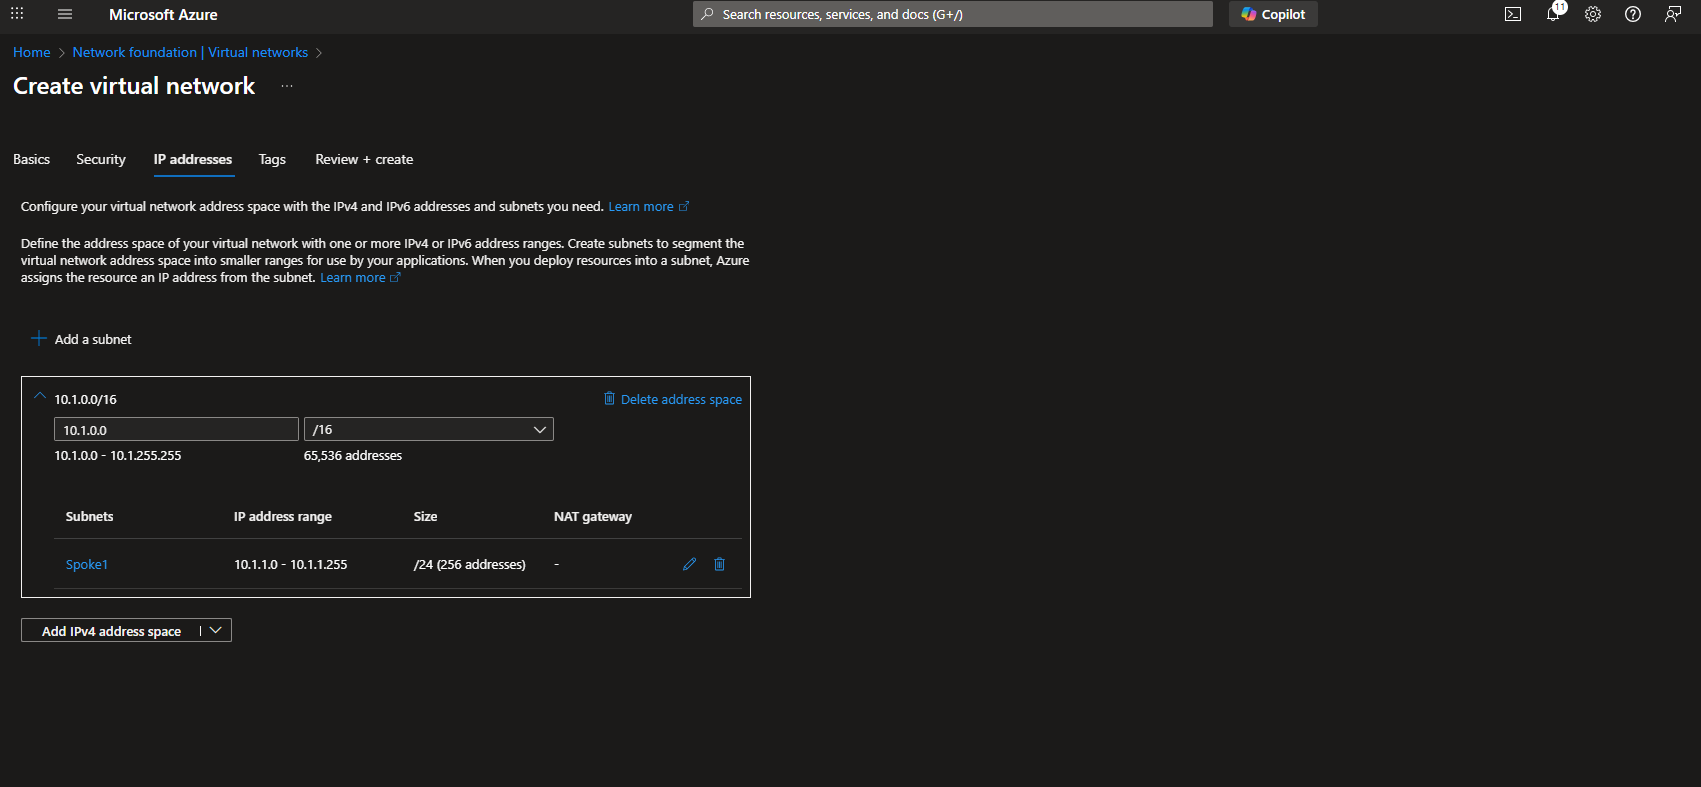 Microsoft Azure
Search resources, services, and docs (G+/)
Copilot
11
Home > Network foundation | Virtual networks >
Create virtual network ...
Basics Security IP addresses Tags Review + create
Configure your virtual network address space with the IPv4 and IPv6 addresses and subnets you need. Learn more
Define the address space of your virtual network with one or more IPv4 or IPv6 address ranges. Create subnets to segment the
virtual network address space into smaller ranges for use by your applications. When you deploy resources into a subnet, Azure
assigns the resource an IP address from the subnet. Learn more
+ Add a subnet
10.1.0.0/16 Delete address space
10.1.0.0 /16
10.1.0.0 - 10.1.255.255 65,536 addresses
Subnets IP address range Size NAT gateway
Spoke1 10.1.1.0 - 10.1.1.255 /24 (256 addresses) -
Add IPv4 address space |